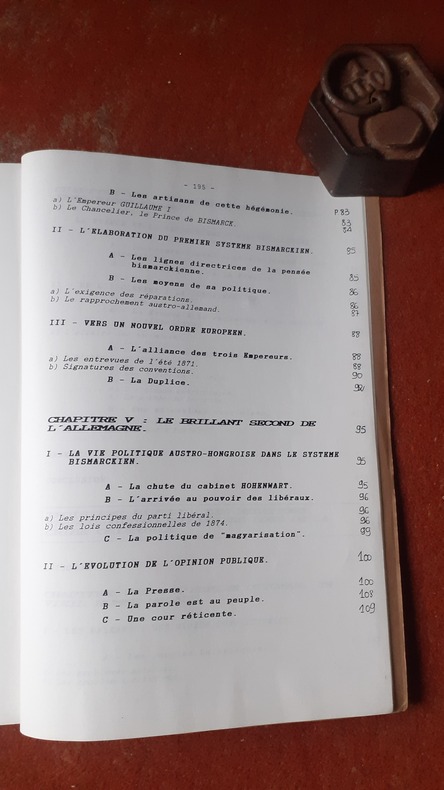 - 195 -
B - Les artisans de cette hégémonie. P 83
a) L'Empereur GUILLAUME I 83
b) Le Chancelier, le Prince de BISMARCK. 84
II - L'ELABORATION DU PREMIER SYSTEME BISMARCKIEN. 85
A - Les lignes directrices de la pensée
bismarckienne. 85
B - Les moyens de sa politique. 86
a) L'exigence des réparations. 86
b) Le rapprochement austro-allemand. 87
III - VERS UN NOUVEL ORDRE EUROPEEN. 88
A - L'alliance des trois Empereurs. 88
a) Les entrevues de l'été 1871. 88
b) Signatures des conventions. 90
B - La Duplice. 92
CHAPITRE V : LE BRILLANT SECOND DE
L'ALLEMAGNE. 95
I - LA VIE POLITIQUE AUSTRO-HONGROISE DANS LE SYSTEME
BISMARCKIEN. 95
A - La chute du cabinet HOHENWART. 95
B - L'arrivée au pouvoir des libéraux. 96
a) Les principes du parti libéral. 96
b) Les lois confessionnelles de 1874. 96
C - La politique de "magyarisation". 99
II - L'EVOLUTION DE L'OPINION PUBLIQUE. 100
A - La Presse. 100
B - La parole est au peuple. 108
C - Une cour réticente. 109